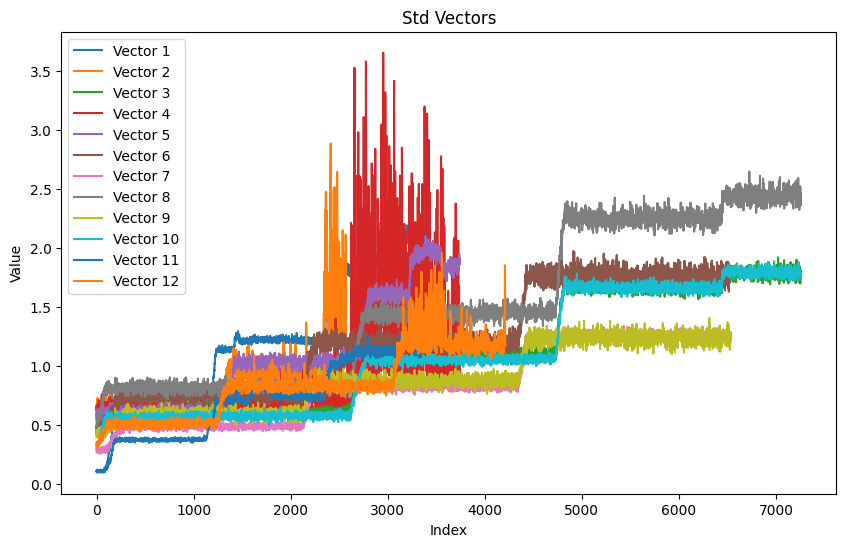 Std Vectors
Value
3.5
3.0
2.5
2.0
1.5
1.0
0.5
0.0
Vector 1
Vector 2
Vector 3
Vector 4
Vector 5
Vector 6
Vector 7
Vector 8
Vector 9
Vector 10
Vector 11
Vector 12
0 1000 2000 3000 4000 5000 6000 7000
Index